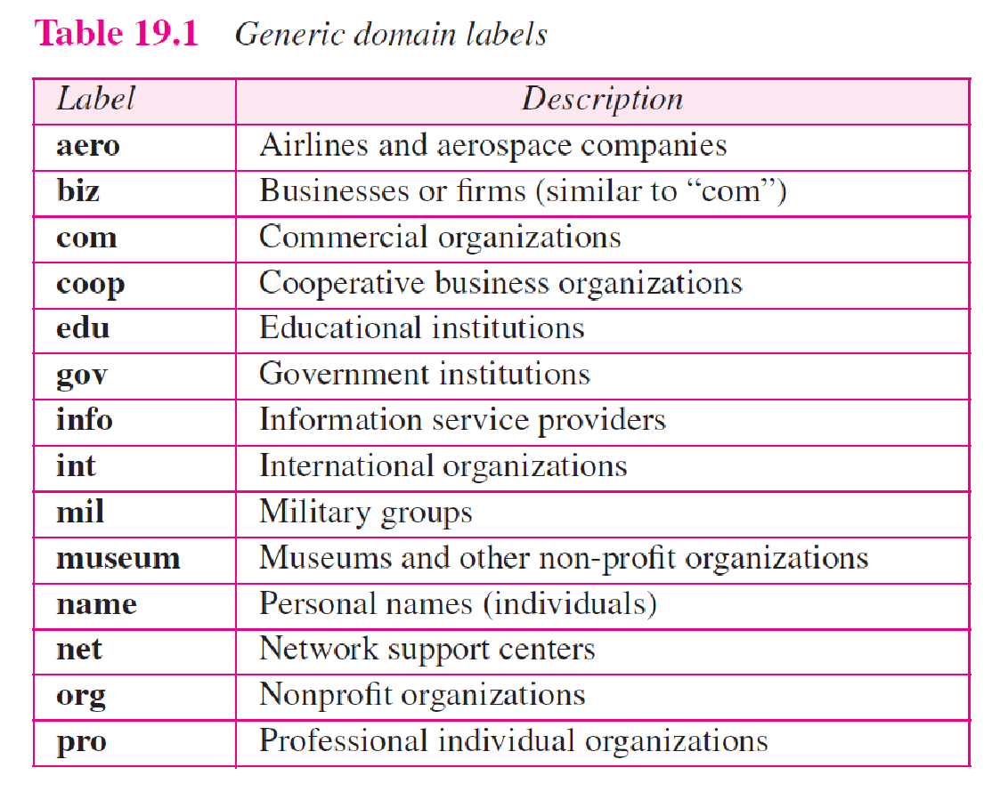 Table 19.1 Generic domain labels
Label Description
aero Airlines and aerospace companies
biz Businesses or firms (similar to “com”)
com Commercial organizations
coop Cooperative business organizations
edu Educational institutions
gov Government institutions
info Information service providers
int International organizations
mil Military groups
museum Museums and other non-profit organizations
name Personal names (individuals)
net Network support centers
org Nonprofit organizations
pro Professional individual organizations